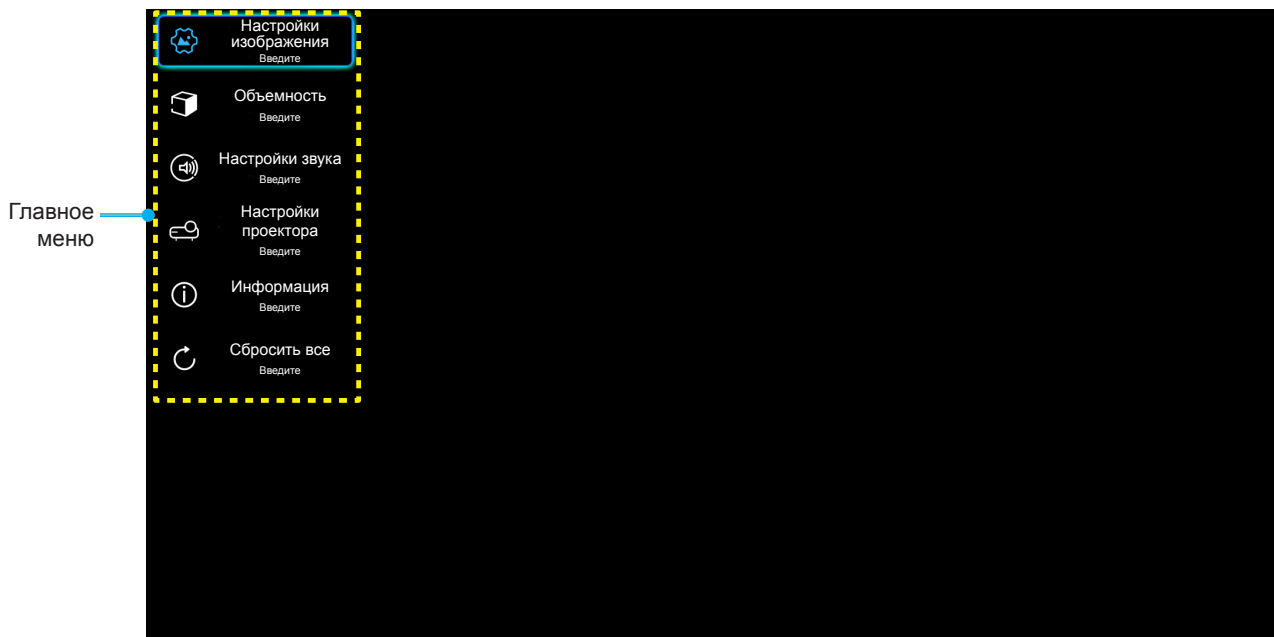 Настройки
изображения
Введите
Объемность
Введите
Настройки звука
Введите
Главное
меню
Настройки
проектора
Введите
Информация
Введите
Сбросить все
Введите